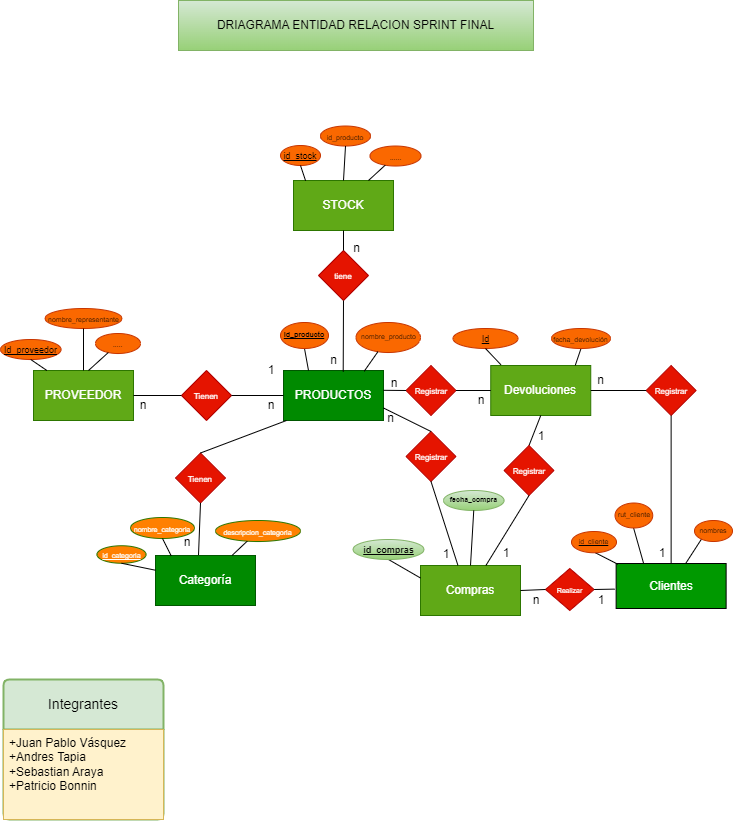 DRIAGRAMA ENTIDAD RELACION SPRINT FINAL
id_producto
id_stock
......
STOCK
n
tiene
nombre_representante
id_proveedor
.....
id_producto
nombre_producto
Id
fecha_devolución
n
1
PROVEEDOR
n
Tienen
n
PRODUCTOS
n
Registrar
n
Devoluciones
n
Registrar
n
1
Registrar
Registrar
Tienen
fecha_compra
nombre_categoria
descripcion_categoria
n
id_categoria
Categoría
id_compras
1
1
Compras
n
Realizar
1
rut_cliente
nombres
id_cliente
1
Clientes
Integrantes
+Juan Pablo Vásquez
+Andres Tapia
+Sebastian Araya
+Patricio Bonnin